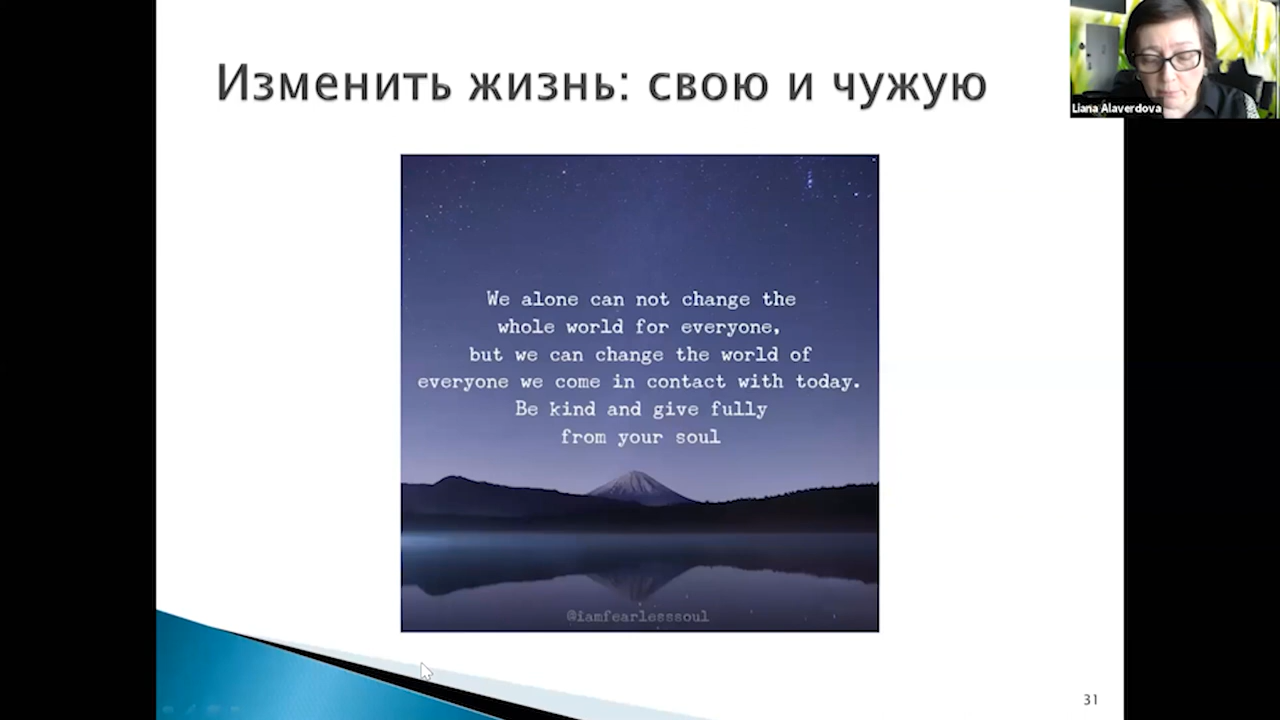 Изменить жизнь: свою и чужую
Liana Alaverdova
We alone can not change the
whole world for everyone,
but we can change the world of
everyone we come in contact with today.
Be kind and give fully
from your soul
@iamfearlesssoul
31